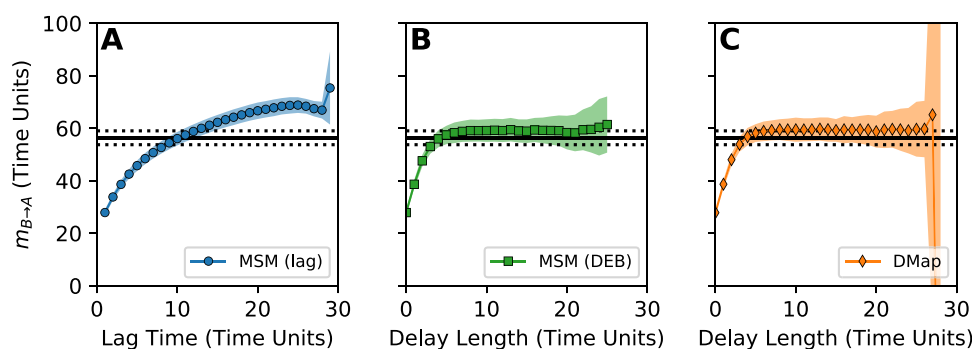 A
B
C
100
80
60
40
20
0
m_{B→A} (Time Units)
MSM (lag)
MSM (DEB)
DMap
0 10 20 30
0 10 20 30
0 10 20 30
Lag Time (Time Units)
Delay Length (Time Units)
Delay Length (Time Units)